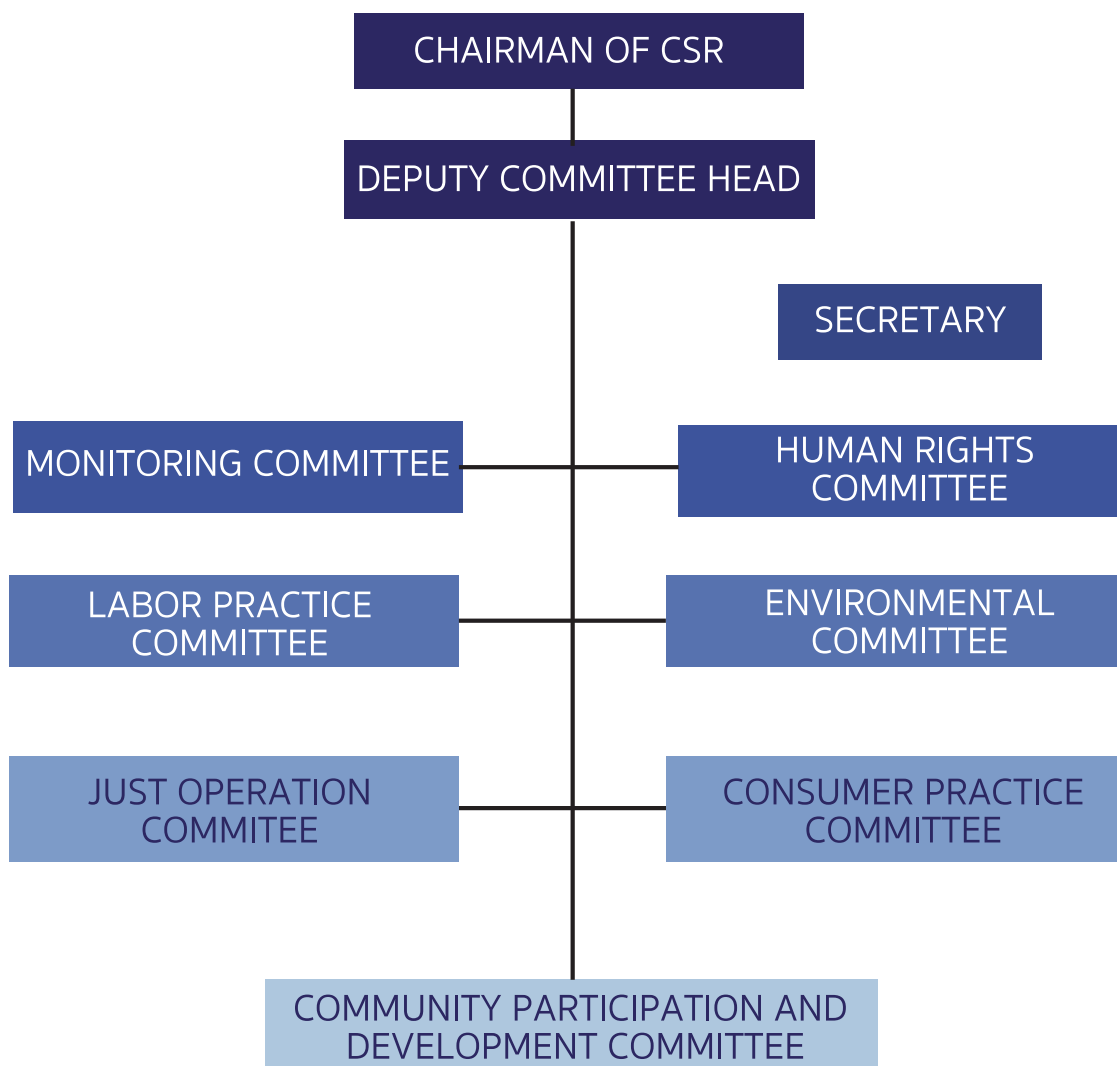 CHAIRMAN OF CSR
DEPUTY COMMITTEE HEAD
SECRETARY
MONITORING COMMITTEE
HUMAN RIGHTS
COMMITTEE
LABOR PRACTICE
COMMITTEE
ENVIRONMENTAL
COMMITTEE
JUST OPERATION
COMMITEE
CONSUMER PRACTICE
COMMITTEE
COMMUNITY PARTICIPATION AND
DEVELOPMENT COMMITTEE